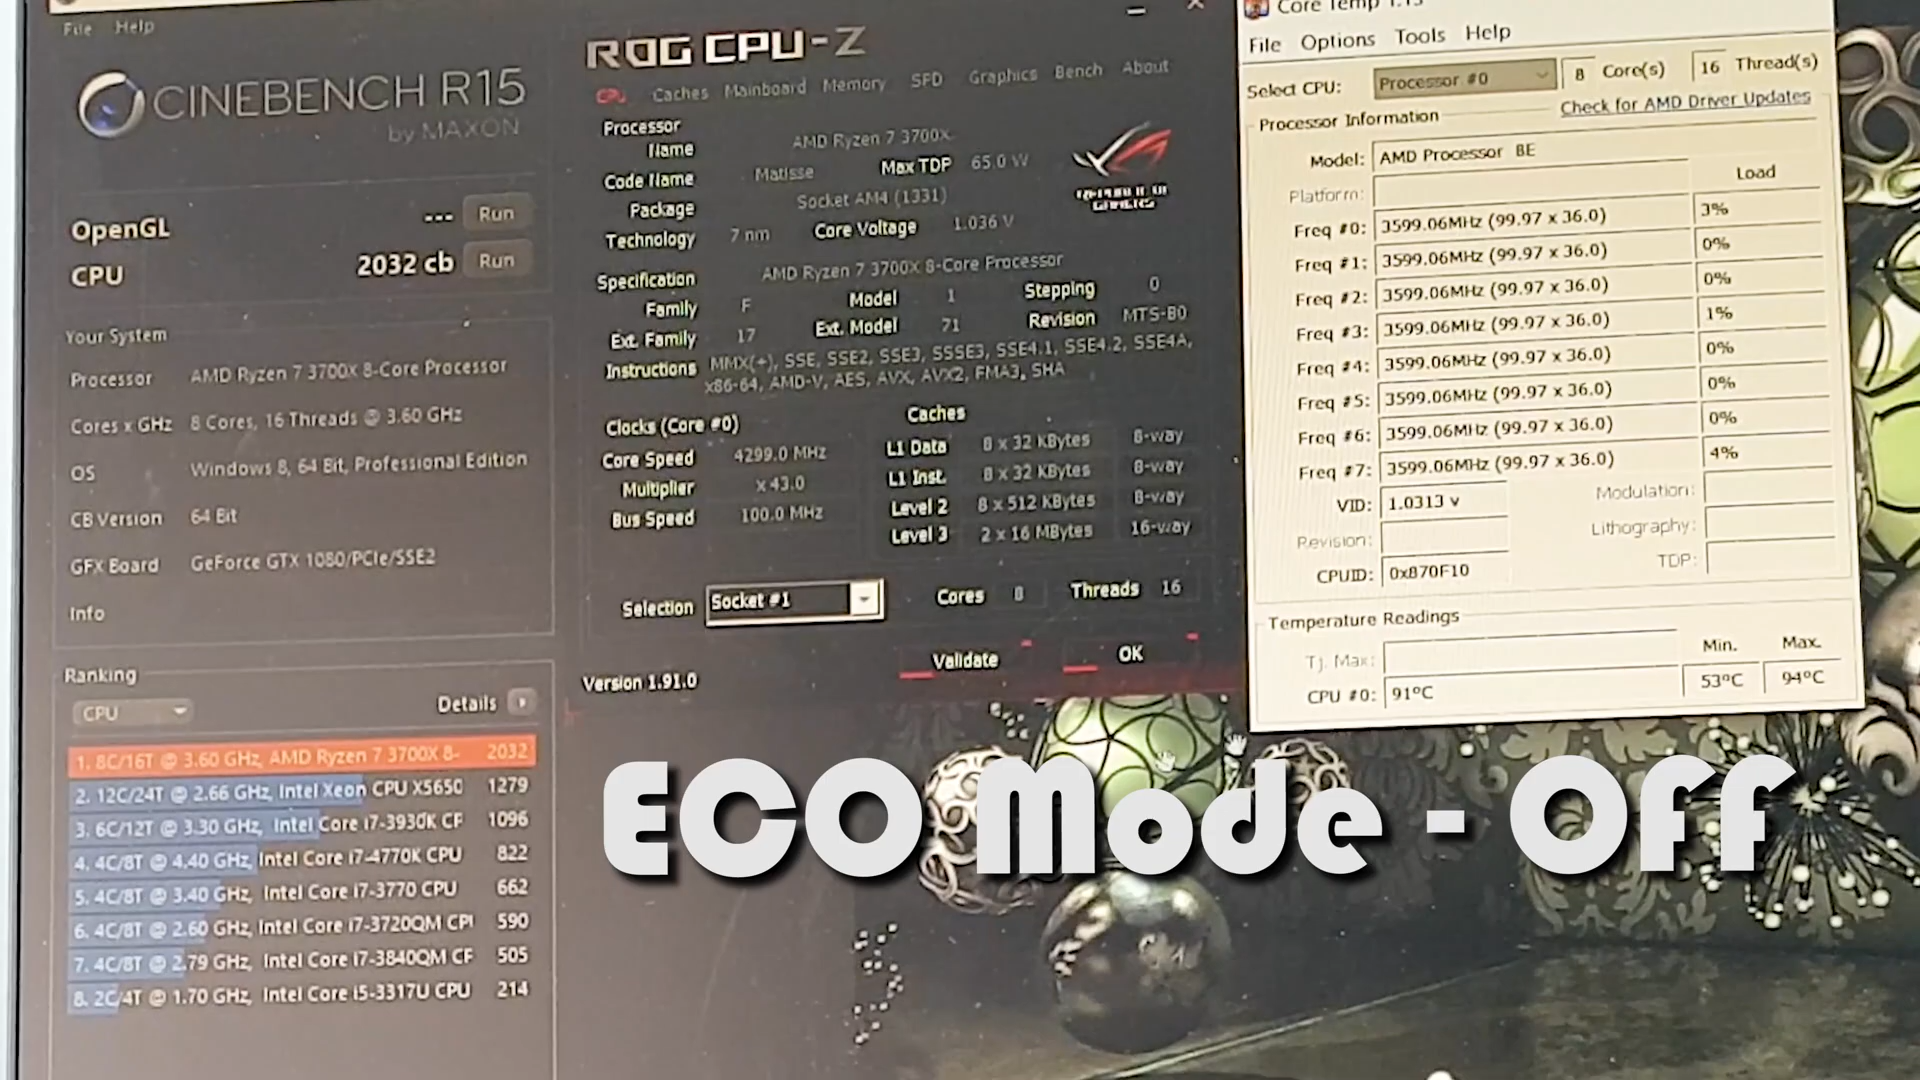 File Help
CINEBENCH R15
by MAXON
OpenGL --- Run
CPU 2032 cb Run
Your System
Processor AMD Ryzen 7 3700X 8-Core Processor
Cores x GHz 8 Cores, 16 Threads @ 3.60 GHz
OS Windows 8, 64 Bit, Professional Edition
CB Version 64 Bit
GFX Board GeForce GTX 1080/PCIe/SSE2
Info
Ranking
CPU Details
1. 8C/16T @ 3.60 GHz, AMD Ryzen 7 3700X 8- 2032
2. 12C/24T @ 2.66 GHz, Intel Xeon CPU X5650 1279
3. 6C/12T @ 3.30 GHz, Intel Core i7-3930K CP 1096
4. 4C/8T @ 4.40 GHz, Intel Core i7-4770K CPU 822
5. 4C/8T @ 3.40 GHz, Intel Core i7-3770 CPU 662
6. 4C/8T @ 2.60 GHz, Intel Core i7-3720QM CPU 590
7. 4C/8T @ 2.79 GHz, Intel Core i7-3840QM CP 505
8. 2C/4T @ 1.70 GHz, Intel Core i5-3317U CPU 214
ROG CPU-Z
CPU Caches Mainboard Memory SPD Graphics Bench About
Processor
Name AMD Ryzen 7 3700X
Code Name Matisse Max TDP 65.0 W
Package Socket AM4 (1331)
Technology 7 nm Core Voltage 1.036 V
REPUBLIC OF
GAMERS
Specification AMD Ryzen 7 3700X 8-Core Processor
Family F Model 1 Stepping 0
Ext. Family 17 Ext. Model 71 Revision MTS-B0
Instructions MMX(+), SSE, SSE2, SSE3, SSSE3, SSE4.1, SSE4.2, SSE4A,
x86-64, AMD-V, AES, AVX, AVX2, FMA3, SHA
Clocks (Core #0) Caches
Core Speed 4299.0 MHz L1 Data 8 x 32 KBytes 8-way
Multiplier x 43.0 L1 Inst. 8 x 32 KBytes 8-way
Bus Speed 100.0 MHz Level 2 8 x 512 KBytes 8-way
Level 3 2 x 16 MBytes 16-way
Selection Socket #1 Cores 8 Threads 16
Version 1.91.0 Validate OK
Core Temp 1.15
File Options Tools Help
Select CPU: Processor #0 8 Core(s) 16 Thread(s)
Processor Information Check for AMD Driver Updates
Model: AMD Processor BE
Platform: Load
Freq #0: 3599.06MHz (99.97 x 36.0) 3%
Freq #1: 3599.06MHz (99.97 x 36.0) 0%
Freq #2: 3599.06MHz (99.97 x 36.0) 0%
Freq #3: 3599.06MHz (99.97 x 36.0) 1%
Freq #4: 3599.06MHz (99.97 x 36.0) 0%
Freq #5: 3599.06MHz (99.97 x 36.0) 0%
Freq #6: 3599.06MHz (99.97 x 36.0) 0%
Freq #7: 3599.06MHz (99.97 x 36.0) 4%
VID: 1.0313 v Modulation:
Revision: Lithography:
CPUID: 0x870F10 TDP:
Temperature Readings
Tj. Max: Min. Max.
CPU #0: 91°C 53°C 94°C
ECO Mode - Off